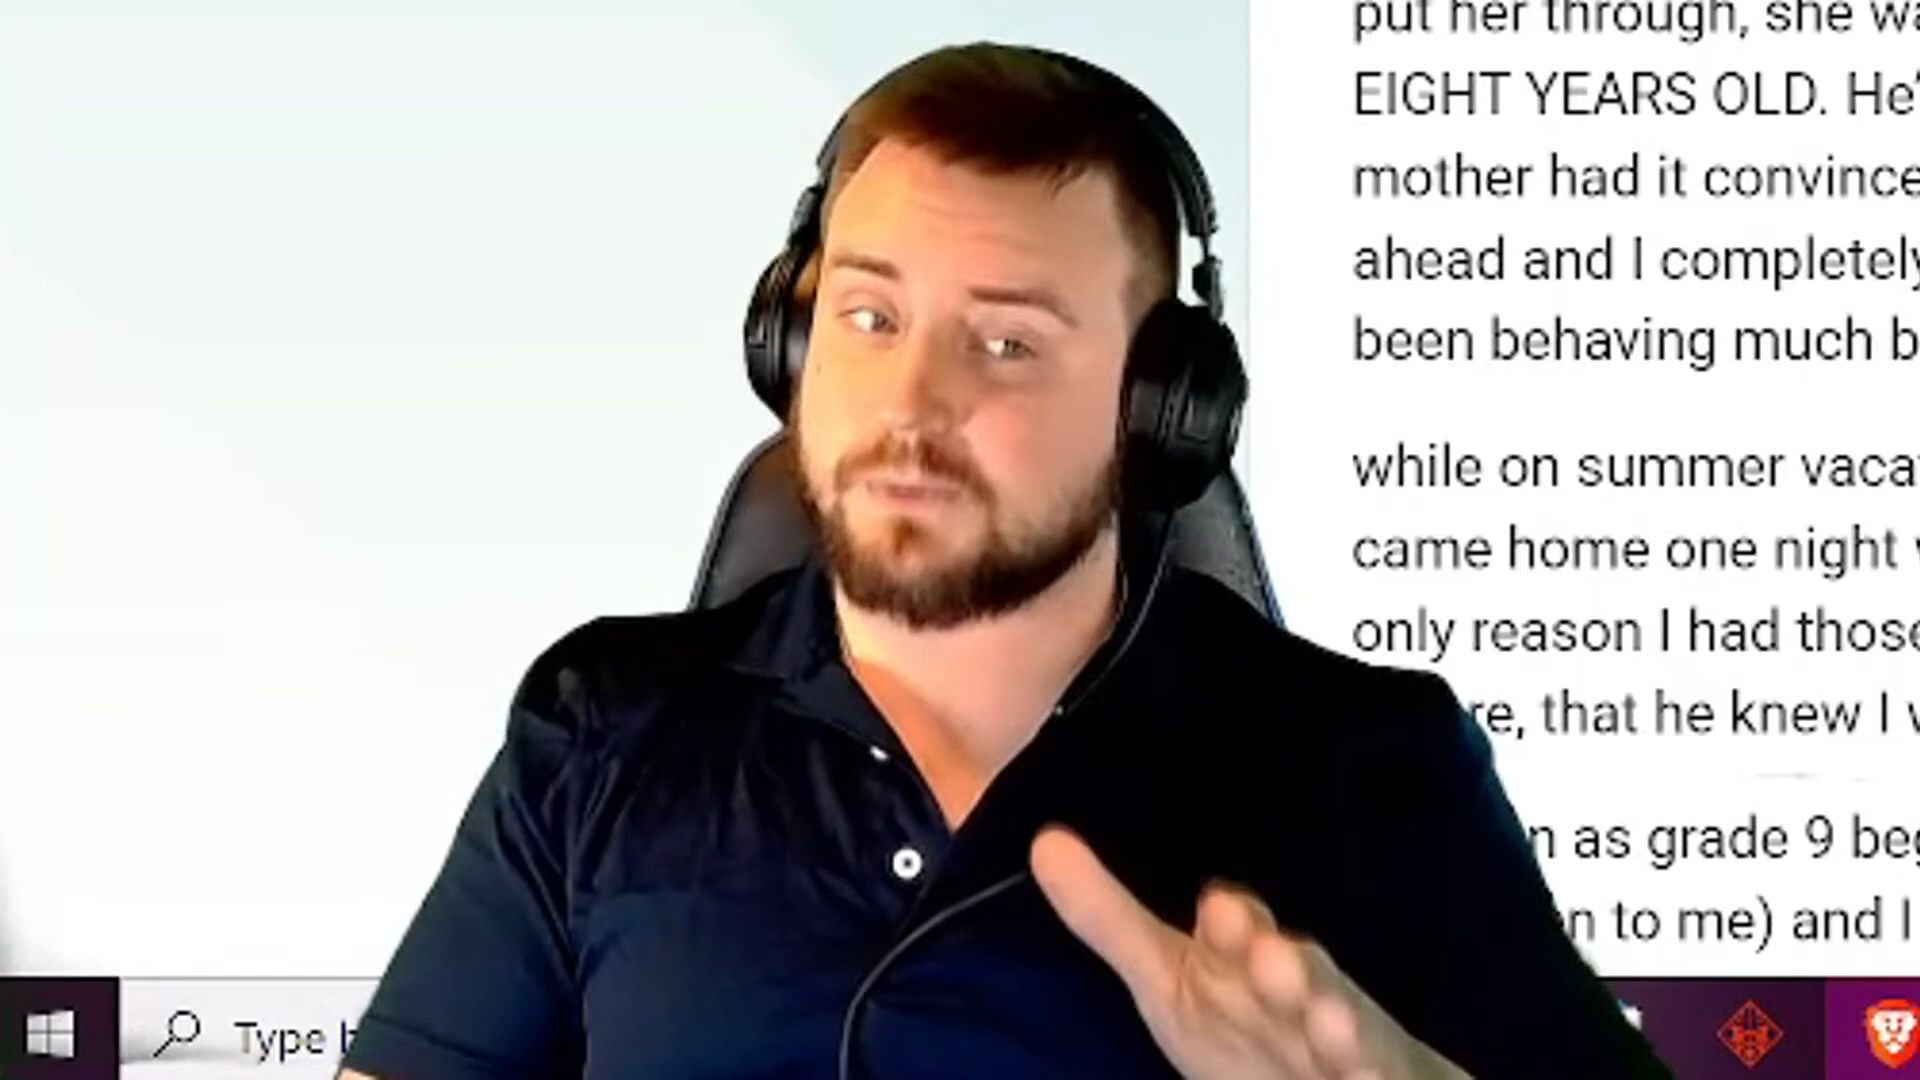 put her through, she wa
EIGHT YEARS OLD. He'
mother had it convince
ahead and I completely
been behaving much b
while on summer vaca
came home one night
only reason I had those
re, that he knew I
n as grade 9 beg
n to me) and I
Type